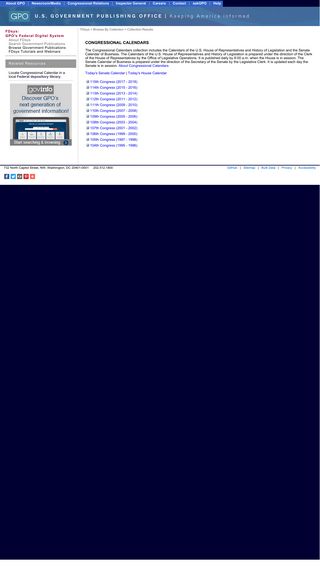 About GPO | Newsroom/Media | Congressional Relations | Inspector General | Careers | Contact | askGPO | Help
GPO U.S. GOVERNMENT PUBLISHING OFFICE | Keeping America Informed
FDsys:
GPO's Federal Digital System
About FDsys
Search Government Publications
Browse Government Publications
FDsys Tutorials and Webinars
Related Resources
Locate Congressional Calendar in a
local Federal depository library.
govinfo
Discover GPO's
next generation of
government information!
Start searching & browsing
FDsys > Browse By Collection > Collection Results
CONGRESSIONAL CALENDARS
The Congressional Calendars collection includes the Calendars of the U.S. House of Representatives and History of Legislation and the Senate
Calendar of Business. The Calendars of the U.S. House of Representatives and History of Legislation is prepared under the direction of the Clerk
of the House of Representatives by the Office of Legislative Operations. It is published daily by 8:00 a.m. when the House is in session. The
Senate Calendar of Business is prepared under the direction of the Secretary of the Senate by the Legislative Clerk. It is updated each day the
Senate is in session. About Congressional Calendars.
Today's Senate Calendar | Today's House Calendar
115th Congress (2017 - 2018)
114th Congress (2015 - 2016)
113th Congress (2013 - 2014)
112th Congress (2011 - 2012)
111th Congress (2009 - 2010)
110th Congress (2007 - 2008)
109th Congress (2005 - 2006)
108th Congress (2003 - 2004)
107th Congress (2001 - 2002)
106th Congress (1999 - 2000)
105th Congress (1997 - 1998)
104th Congress (1995 - 1996)
732 North Capitol Street, NW, Washington, DC 20401-0001 202.512.1800
GitHub | Sitemap | Bulk Data | Privacy | Accessibility